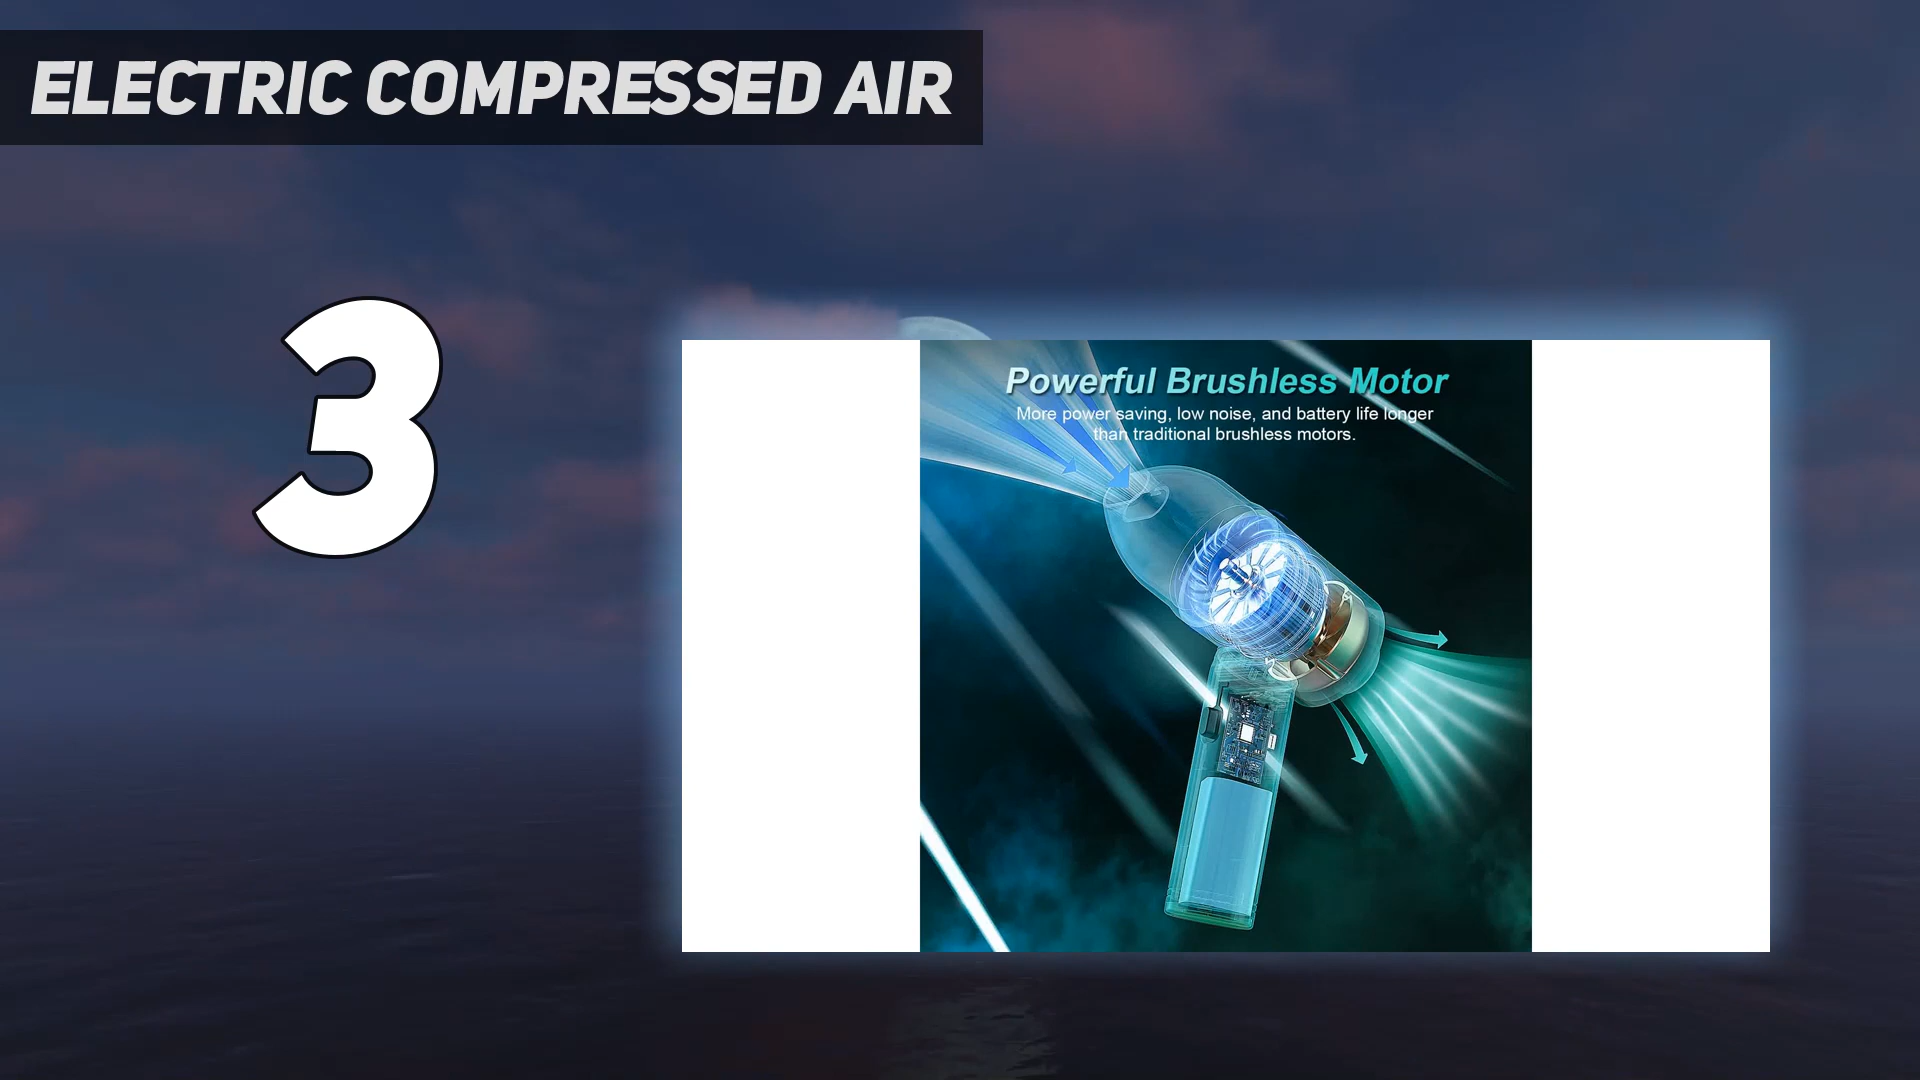 ELECTRIC COMPRESSED AIR
3
Powerful Brushless Motor
More power saving, low noise, and battery life longer
than traditional brushless motors.